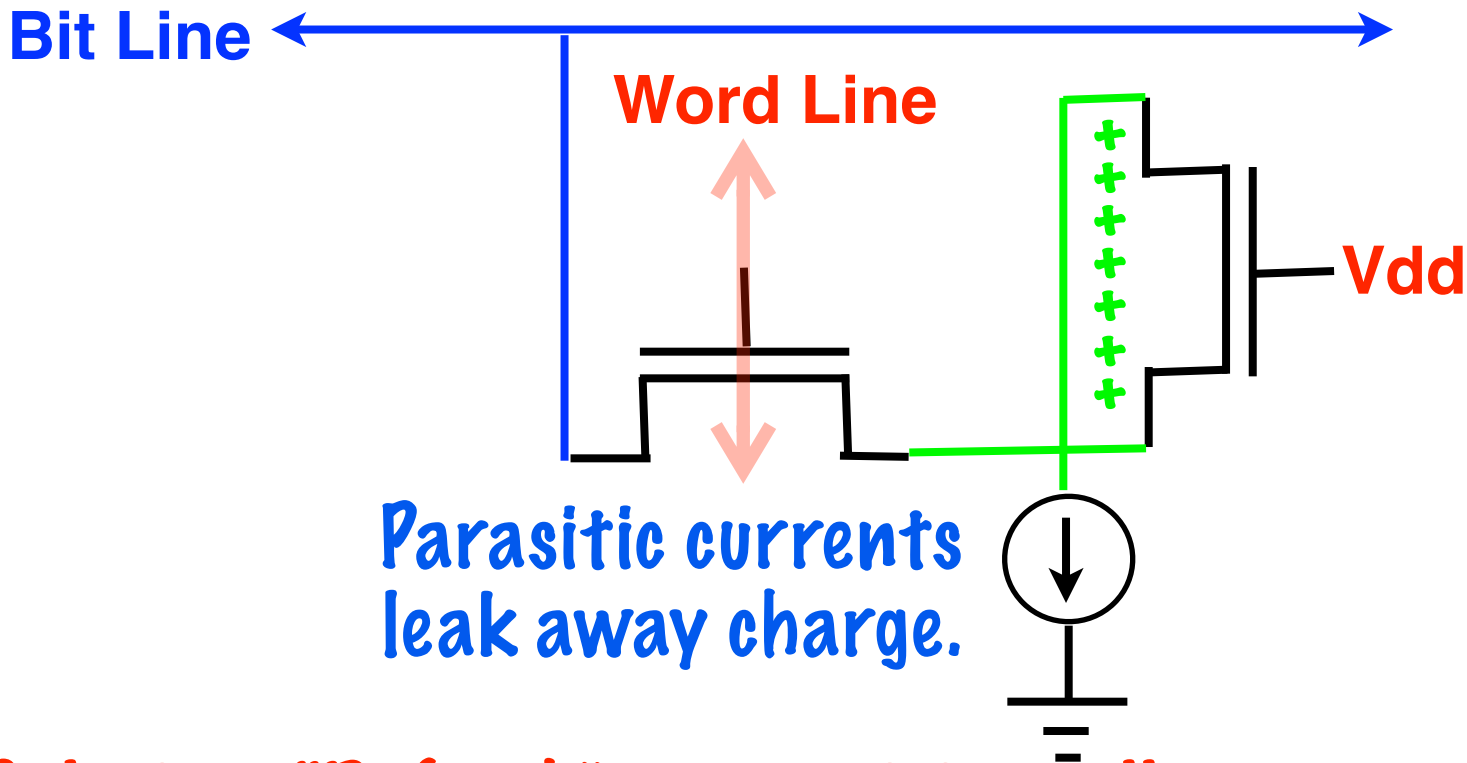 Bit Line
Word Line
Vdd
Parasitic currents
leak away charge.